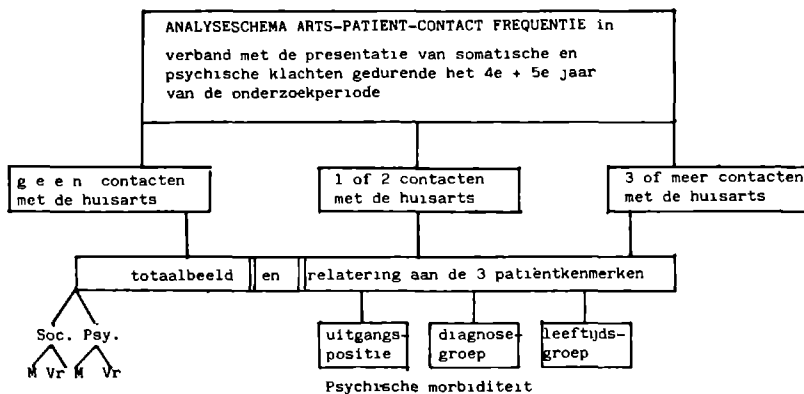 ANALYSESCHEMA ARTS-PATIENT-CONTACT FREQUENTIE in
verband met de presentatie van somatische en
psychische klachten gedurende het 4e + 5e jaar
van de onderzoekperiode
g e e n contacten
met de huisarts
1 of 2 contacten
met de huisarts
3 of meer contacten
met de huisarts
totaalbeeld en relatering aan de 3 patiëntkenmerken
Soc. Psy.
M Vr M Vr
uitgangs-
positie
diagnose-
groep
leeftijds-
groep
Psychische morbiditeit